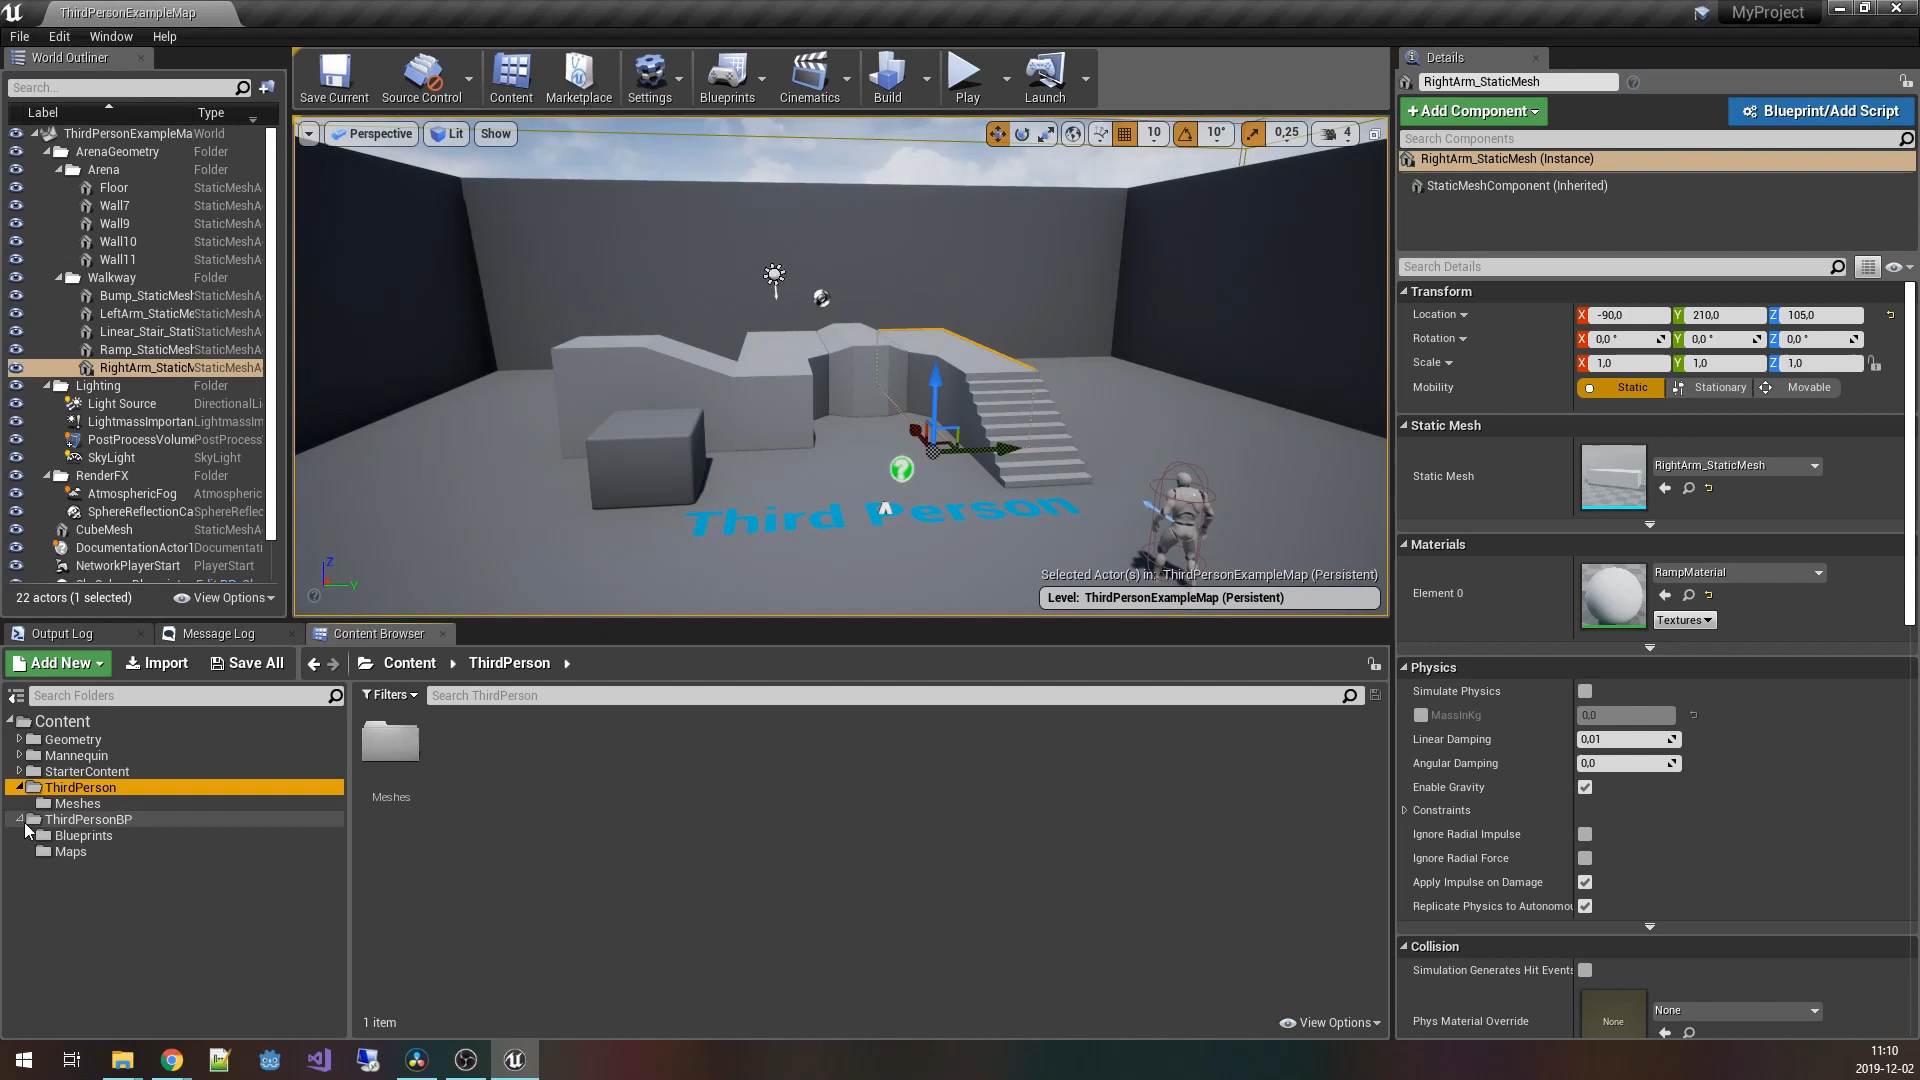 ThirdPersonExampleMap
MyProject
File Edit Window Help
World Outliner
Search...
Label Type
ThirdPersonExampleMa World
ArenaGeometry Folder
Arena Folder
Floor StaticMeshA
Wall7 StaticMeshA
Wall9 StaticMeshA
Wall10 StaticMeshA
Wall11 StaticMeshA
Walkway Folder
Bump_StaticMesh StaticMeshA
LeftArm_StaticMe StaticMeshA
Linear_Stair_Stati StaticMeshA
Ramp_StaticMesh StaticMeshA
RightArm_StaticM StaticMeshA
Lighting Folder
Light Source DirectionalLi
LightmassImportan LightmassIm
PostProcessVolume PostProcess
SkyLight SkyLight
RenderFX Folder
AtmosphericFog Atmospheric
SphereReflectionCa SphereReflec
CubeMesh StaticMeshA
DocumentationActor1 Documentati
NetworkPlayerStart PlayerStart
22 actors (1 selected) View Options
Save Current Source Control Content Marketplace Settings Blueprints Cinematics Build Play Launch
Perspective Lit Show 10 10° 0,25 4
Third Person
Z
Y
Selected Actor(s) in: ThirdPersonExampleMap (Persistent)
Level: ThirdPersonExampleMap (Persistent)
Output Log Message Log Content Browser
Add New Import Save All Content ThirdPerson
Search Folders
Filters Search ThirdPerson
Content
Geometry
Mannequin
StarterContent
ThirdPerson
Meshes
ThirdPersonBP
Blueprints
Maps
Meshes
1 item View Options
Details
RightArm_StaticMesh
+Add Component Blueprint/Add Script
Search Components
RightArm_StaticMesh (Instance)
StaticMeshComponent (Inherited)
Search Details
Transform
Location X -90,0 Y 210,0 Z 105,0
Rotation X 0,0 ° Y 0,0 ° Z 0,0 °
Scale X 1,0 Y 1,0 Z 1,0
Mobility Static Stationary Movable
Static Mesh
Static Mesh RightArm_StaticMesh
Materials
Element 0 RampMaterial
Textures
Physics
Simulate Physics
MassInKg 0,0
Linear Damping 0,01
Angular Damping 0,0
Enable Gravity
Constraints
Ignore Radial Impulse
Ignore Radial Force
Apply Impulse on Damage
Replicate Physics to Autonomou
Collision
Simulation Generates Hit Events
Phys Material Override None None
11:10
2019-12-02